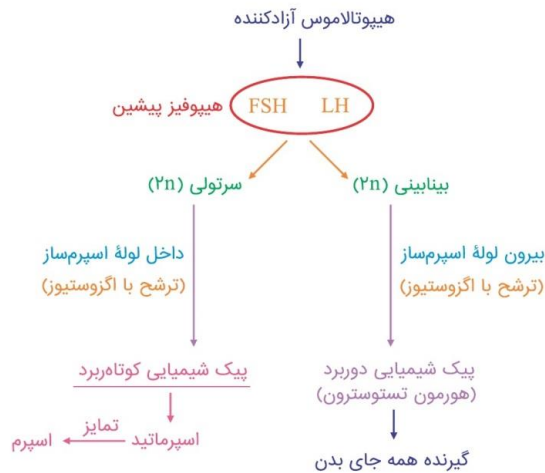 هیپوتالاموس آزادکننده
هیپوفیز پیشین
FSH LH
بینابینی (۲n)
سرتولی (۲n)
بیرون لولهٔ اسپرم‌ساز
(ترشح با اگزوستیوز)
داخل لولهٔ اسپرم‌ساز
(ترشح با اگزوستیوز)
پیک شیمیایی دوربرد
(هورمون تستوسترون)
پیک شیمیایی کوتاه‌برد
گیرنده همه جای بدن
اسپرماتید
تمایز
اسپرم